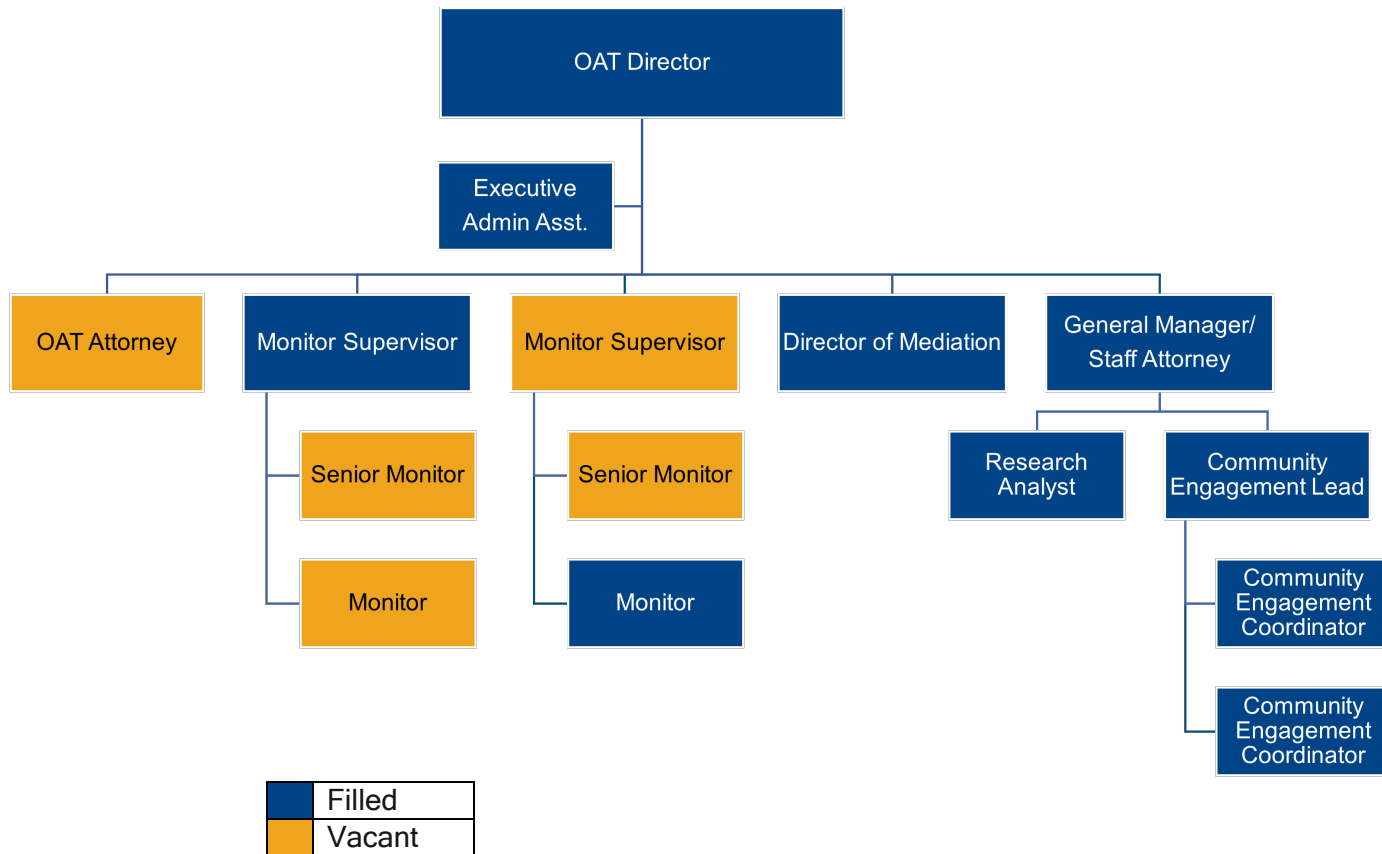 OAT Director
Executive
Admin Asst.
OAT Attorney
Monitor Supervisor
Monitor Supervisor
Director of Mediation
General Manager/
Staff Attorney
Senior Monitor
Senior Monitor
Research
Analyst
Community
Engagement Lead
Monitor
Monitor
Community
Engagement
Coordinator
Community
Engagement
Coordinator
Filled
Vacant